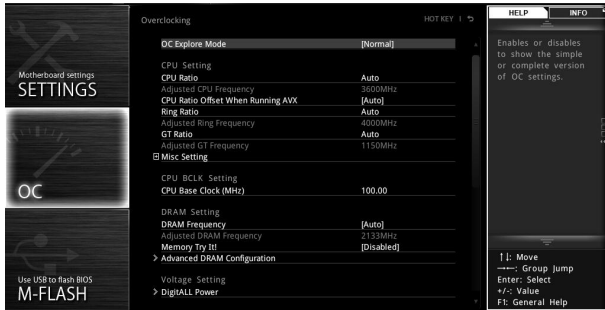 Motherboard settings
SETTINGS
OC
Use USB to flash BIOS
M-FLASH
Overclocking
HOT KEY
OC Explore Mode [Normal]
CPU Setting
CPU Ratio Auto
Adjusted CPU Frequency 3600MHz
CPU Ratio Offset When Running AVX [Auto]
Ring Ratio Auto
Adjusted Ring Frequency 4000MHz
GT Ratio Auto
Adjusted GT Frequency 1150MHz
Misc Setting
CPU BCLK Setting
CPU Base Clock (MHz) 100.00
DRAM Setting
DRAM Frequency [Auto]
Adjusted DRAM Frequency 2133MHz
Memory Try It! [Disabled]
> Advanced DRAM Configuration
Voltage Setting
> DigitALL Power
HELP
INFO
Enables or disables
to show the simple
or complete version
of OC settings.
↑↓: Move
→←: Group Jump
Enter: Select
+/-: Value
F1: General Help